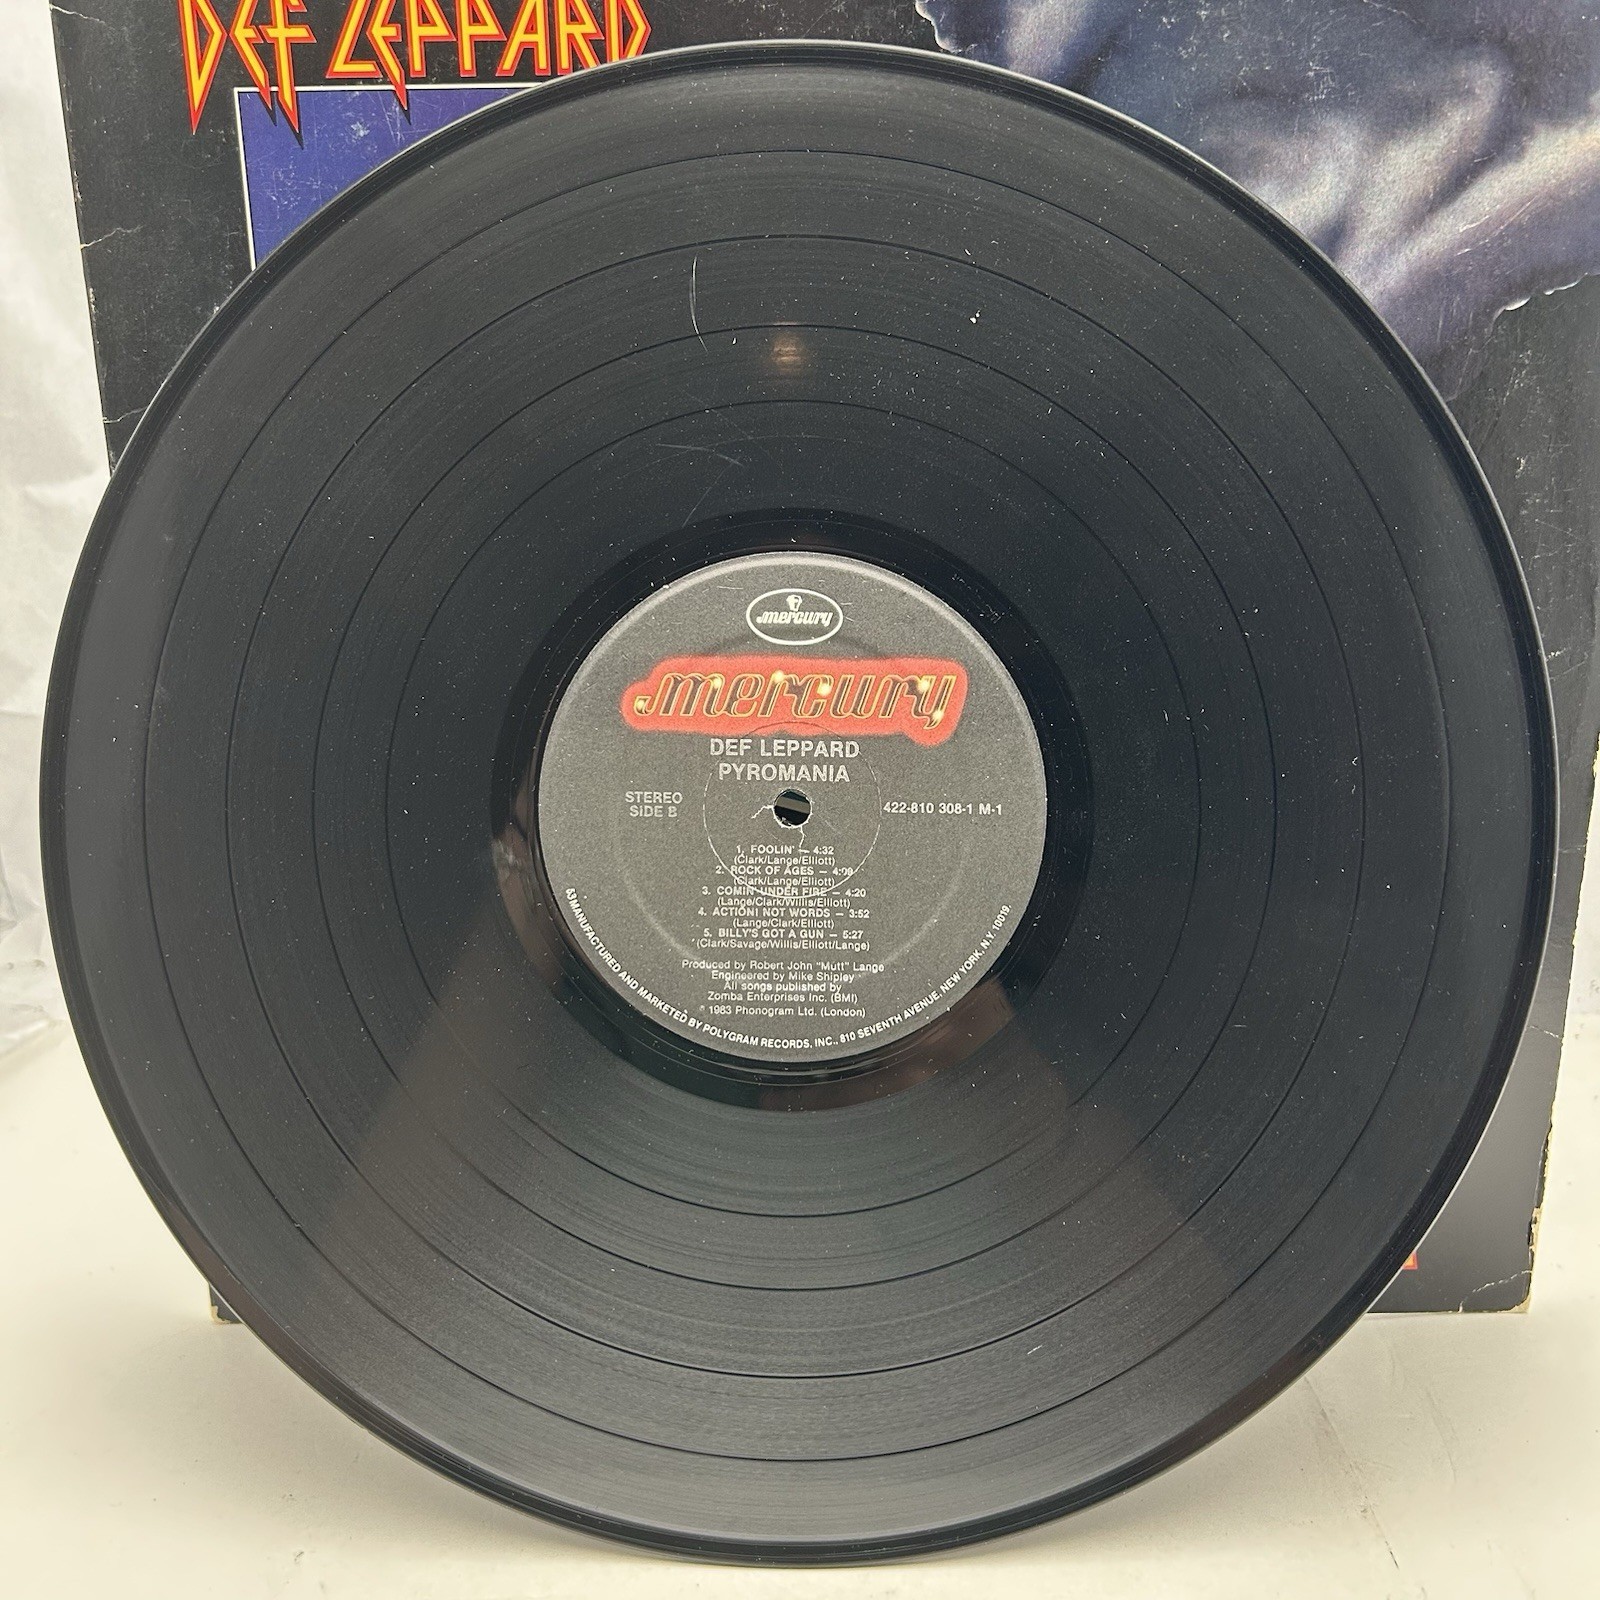 DEF LEPPARD
mercury
mercury
DEF LEPPARD
PYROMANIA
STEREO
SIDE B
422-810 308-1 M-1
1. FOOLIN' — 4:32
(Clark/Lange/Elliott)
2. ROCK OF AGES — 4:09
(Clark/Lange/Elliott)
3. COMIN' UNDER FIRE — 4:20
(Lange/Clark/Willis/Elliott)
4. ACTION! NOT WORDS — 3:52
(Lange/Clark/Elliott)
5. BILLY'S GOT A GUN — 5:27
(Clark/Savage/Willis/Elliott/Lange)
Produced by Robert John "Mutt" Lange
Engineered by Mike Shipley
All songs published by
Zomba Enterprises Inc. (BMI)
℗ 1983 Phonogram Ltd. (London)
53 MANUFACTURED AND MARKETED BY POLYGRAM RECORDS, INC., 810 SEVENTH AVENUE, NEW YORK, N.Y. 10019.